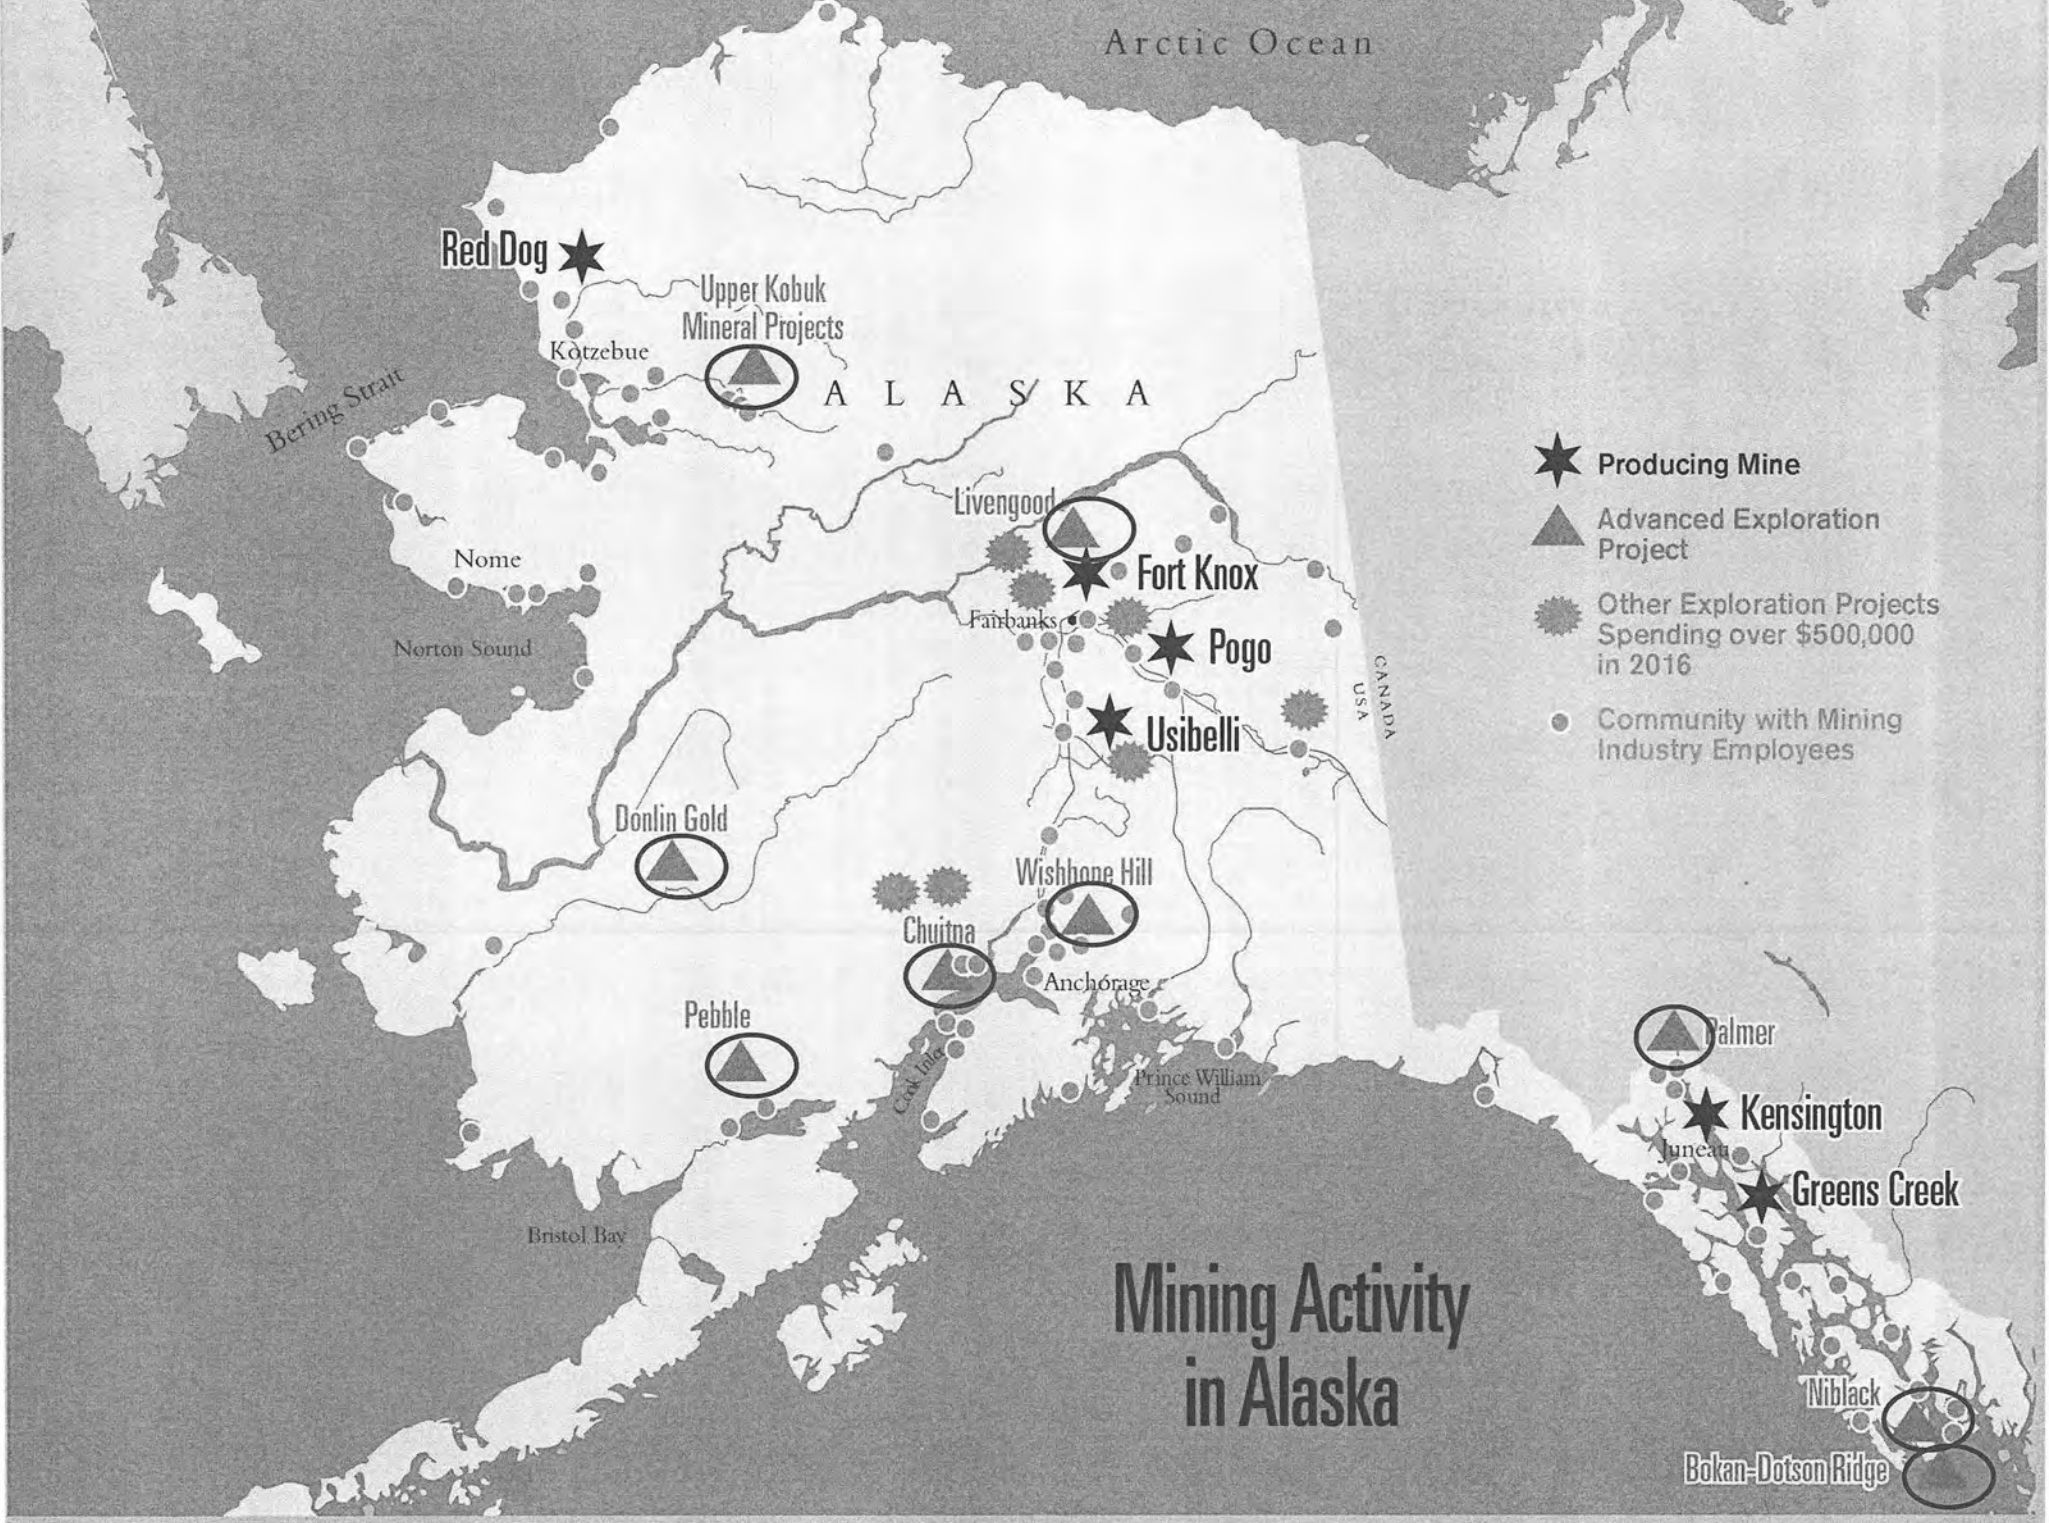 Arctic Ocean
Red Dog
Upper Kobuk
Mineral Projects
Kotzebue
Bering Strait
ALASKA
Producing Mine
Livengood
Advanced Exploration
Project
Nome
Fort Knox
Other Exploration Projects
Spending over $500,000
in 2016
Fairbanks
Norton Sound
Pogo
CANADA
USA
Community with Mining
Industry Employees
Usibelli
Donlin Gold
Wishbone Hill
Chuitna
Anchorage
Pebble
Palmer
Cook Inlet
Prince William
Sound
Kensington
Juneau
Greens Creek
Bristol Bay
Mining Activity
in Alaska
Niblack
Bokan-Dotson Ridge